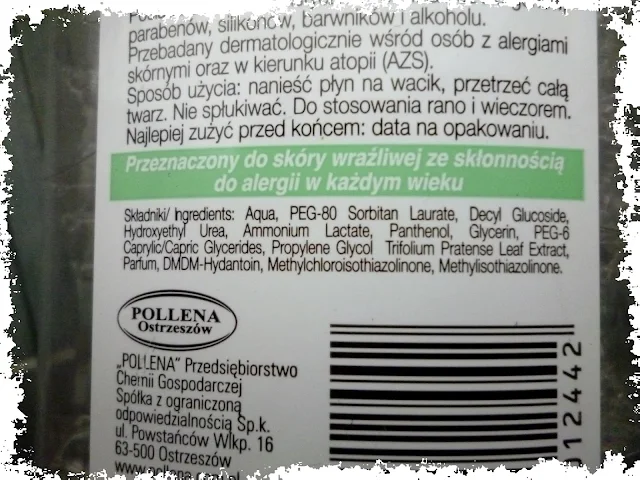 parabenów, silikonów, barwników i alkoholu.
Przebadany dermatologicznie wśród osób z alergiami
skórnymi oraz w kierunku atopii (AZS).
Sposób użycia: nanieść płyn na wacik, przetrzeć całą
twarz. Nie spłukiwać. Do stosowania rano i wieczorem.
Najlepiej zużyć przed końcem: data na opakowaniu.
Przeznaczony do skóry wrażliwej ze skłonnością
do alergii w każdym wieku
Składniki/ Ingredients: Aqua, PEG-80 Sorbitan Laurate, Decyl Glucoside,
Hydroxyethyl Urea, Ammonium Lactate, Panthenol, Glycerin, PEG-6
Caprylic/Capric Glycerides, Propylene Glycol Trifolium Pratense Leaf Extract,
Parfum, DMDM-Hydantoin, Methylchloroisothiazolinone, Methylisothiazolinone.
POLLENA
Ostrzeszów
„POLLENA" Przedsiębiorstwo
Chemii Gospodarczej
Spółka z ograniczoną
odpowiedzialnością Sp.k.
ul. Powstańców Wlkp. 16
63-500 Ostrzeszów
012442